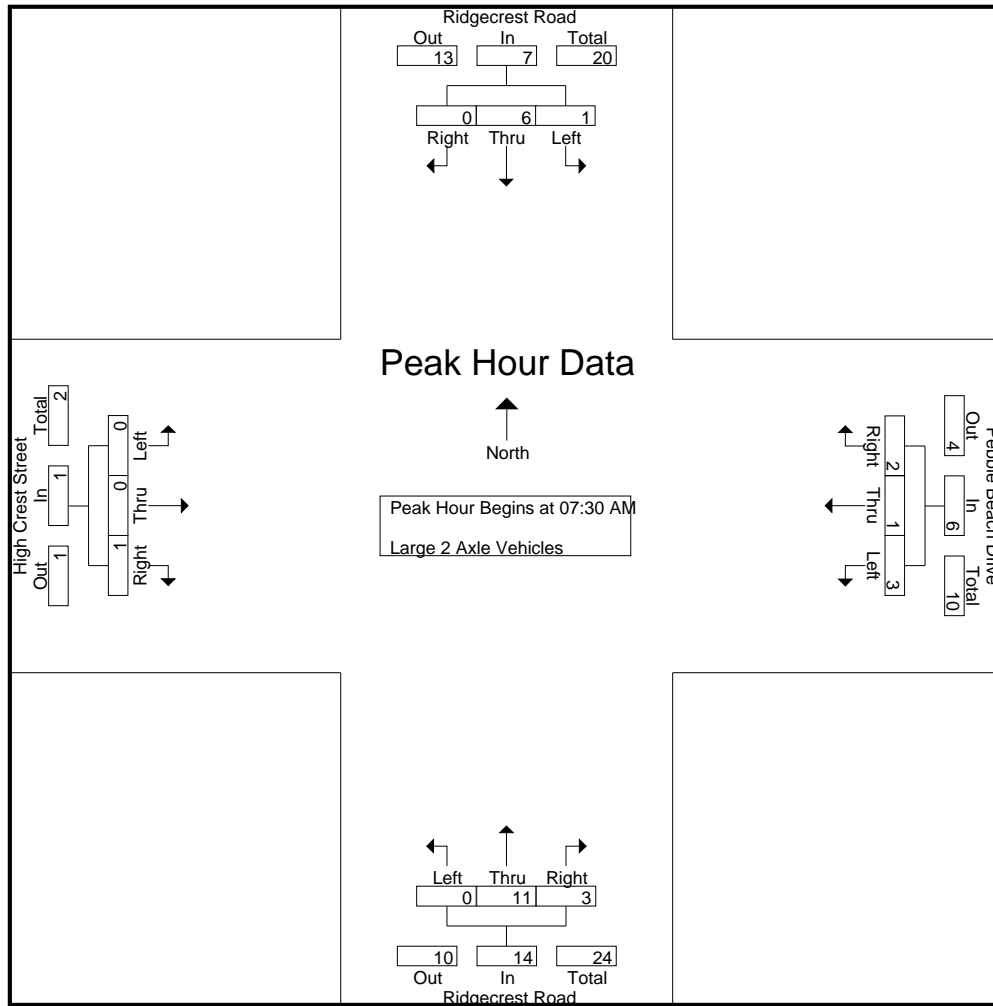 Ridgecrest Road
Out In Total
13 7 20
0 6 1
Right Thru Left
Peak Hour Data
North
Peak Hour Begins at 07:30 AM
Large 2 Axle Vehicles
High Crest Street
Total In Out
2 1 1
0 0 1
Left Thru Right
Right Thru Left
2 1 3
Out In Total
4 6 10
Pebble Beach Drive
Left Thru Right
0 11 3
10 14 24
Out In Total
Ridgecrest Road